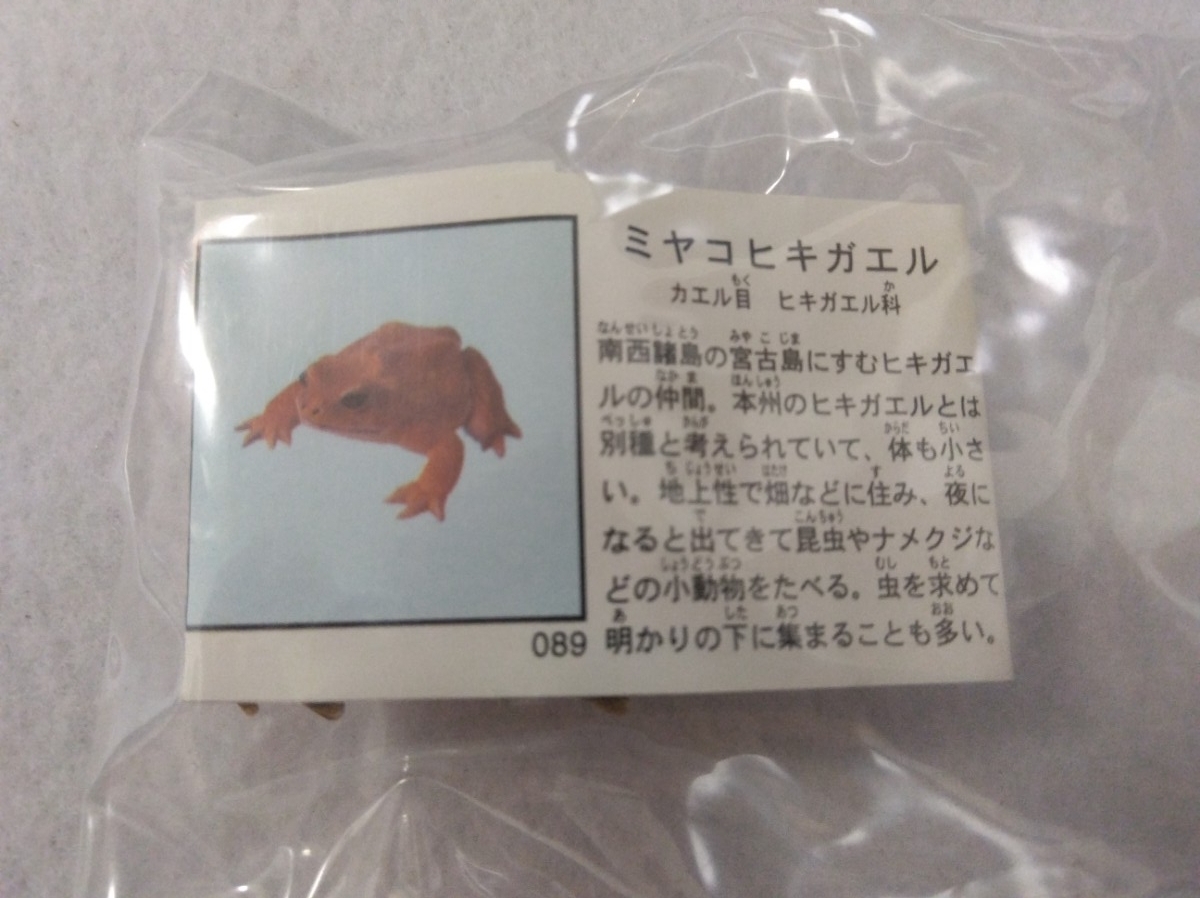 ミヤコヒキガエル
カエル目 ヒキガエル科
南西諸島の宮古島にすむヒキガエ
ルの仲間。本州のヒキガエルとは
別種と考えられていて、体も小さ
い。地上性で畑などに住み、夜に
なると出てきて昆虫やナメクジな
どの小動物をたべる。虫を求めて
明かりの下に集まることも多い。
089